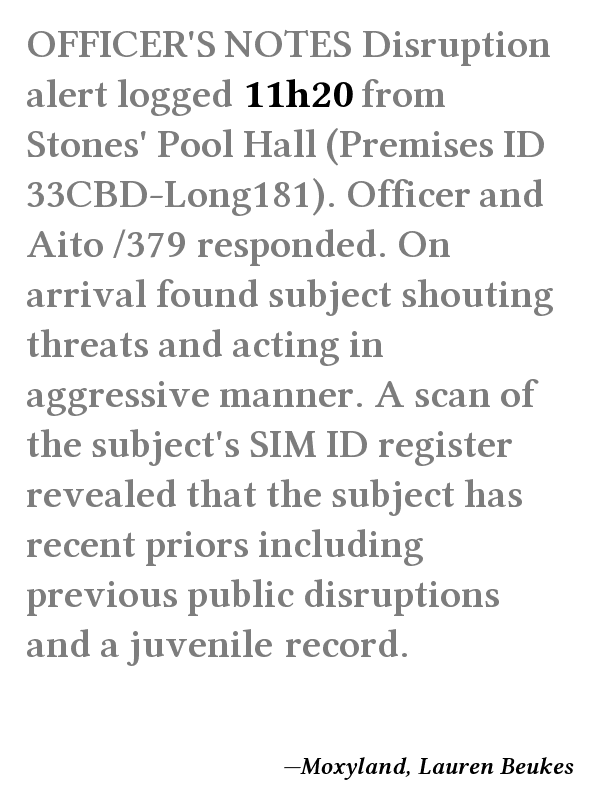 OFFICER'S NOTES Disruption
alert logged 11h20 from
Stones' Pool Hall (Premises ID
33CBD-Long181). Officer and
Aito /379 responded. On
arrival found subject shouting
threats and acting in
aggressive manner. A scan of
the subject's SIM ID register
revealed that the subject has
recent priors including
previous public disruptions
and a juvenile record.
—Moxyland, Lauren Beukes